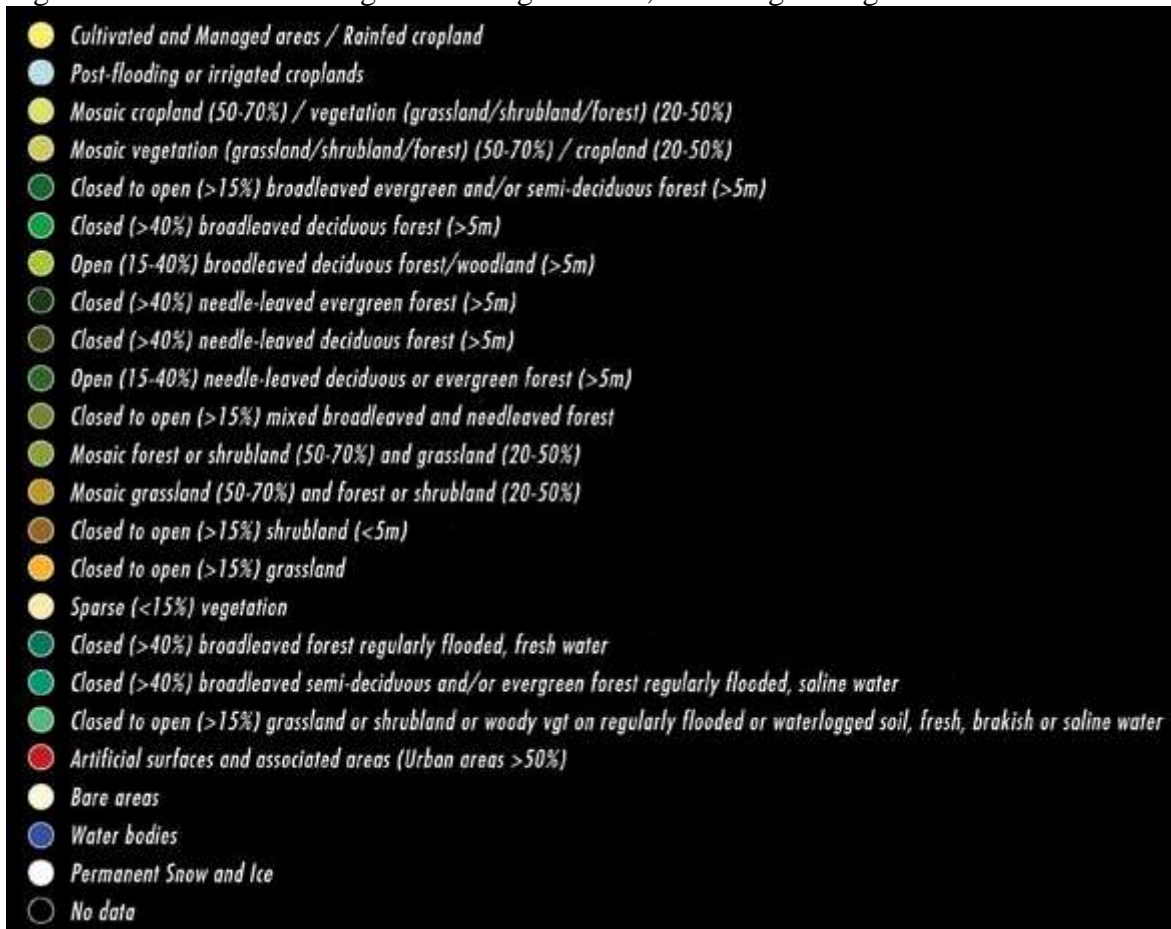 Cultivated and Managed areas / Rainfed cropland
Post-flooding or irrigated croplands
Mosaic cropland (50-70%) / vegetation (grassland/shrubland/forest) (20-50%)
Mosaic vegetation (grassland/shrubland/forest) (50-70%) / cropland (20-50%)
Closed to open (>15%) broadleaved evergreen and/or semi-deciduous forest (>5m)
Closed (>40%) broadleaved deciduous forest (>5m)
Open (15-40%) broadleaved deciduous forest/woodland (>5m)
Closed (>40%) needle-leaved evergreen forest (>5m)
Closed (>40%) needle-leaved deciduous forest (>5m)
Open (15-40%) needle-leaved deciduous or evergreen forest (>5m)
Closed to open (>15%) mixed broadleaved and needleaved forest
Mosaic forest or shrubland (50-70%) and grassland (20-50%)
Mosaic grassland (50-70%) and forest or shrubland (20-50%)
Closed to open (>15%) shrubland (<5m)
Closed to open (>15%) grassland
Sparse (<15%) vegetation
Closed (>40%) broadleaved forest regularly flooded, fresh water
Closed (>40%) broadleaved semi-deciduous and/or evergreen forest regularly flooded, saline water
Closed to open (>15%) grassland or shrubland or woody vgt on regularly flooded or waterlogged soil, fresh, brakish or saline water
Artificial surfaces and associated areas (Urban areas >50%)
Bare areas
Water bodies
Permanent Snow and Ice
No data